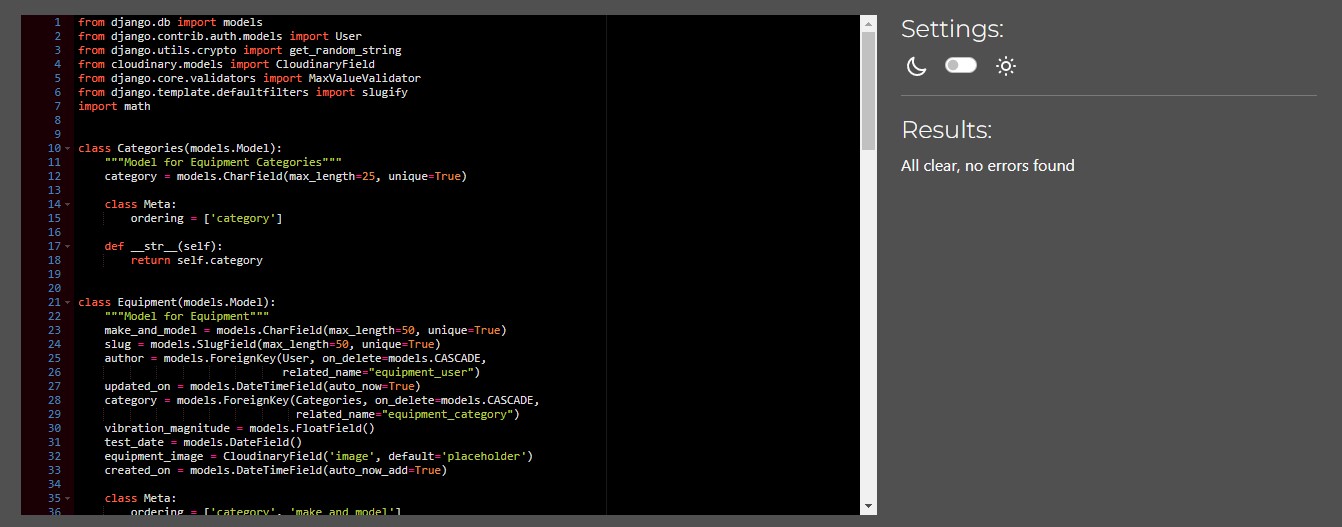 1 from django.db import models
2 from django.contrib.auth.models import User
3 from django.utils.crypto import get_random_string
4 from cloudinary.models import CloudinaryField
5 from django.core.validators import MaxValueValidator
6 from django.template.defaultfilters import slugify
7 import math
8
9
10 class Categories(models.Model):
11     """Model for Equipment Categories"""
12     category = models.CharField(max_length=25, unique=True)
13
14     class Meta:
15         ordering = ['category']
16
17     def __str__(self):
18         return self.category
19
20
21 class Equipment(models.Model):
22     """Model for Equipment"""
23     make_and_model = models.CharField(max_length=50, unique=True)
24     slug = models.SlugField(max_length=50, unique=True)
25     author = models.ForeignKey(User, on_delete=models.CASCADE,
26                                related_name="equipment_user")
27     updated_on = models.DateTimeField(auto_now=True)
28     category = models.ForeignKey(Categories, on_delete=models.CASCADE,
29                                  related_name="equipment_category")
30     vibration_magnitude = models.FloatField()
31     test_date = models.DateField()
32     equipment_image = CloudinaryField('image', default='placeholder')
33     created_on = models.DateTimeField(auto_now_add=True)
34
35     class Meta:
36         ordering = ['category', 'make_and_model']
Settings:
Results:
All clear, no errors found